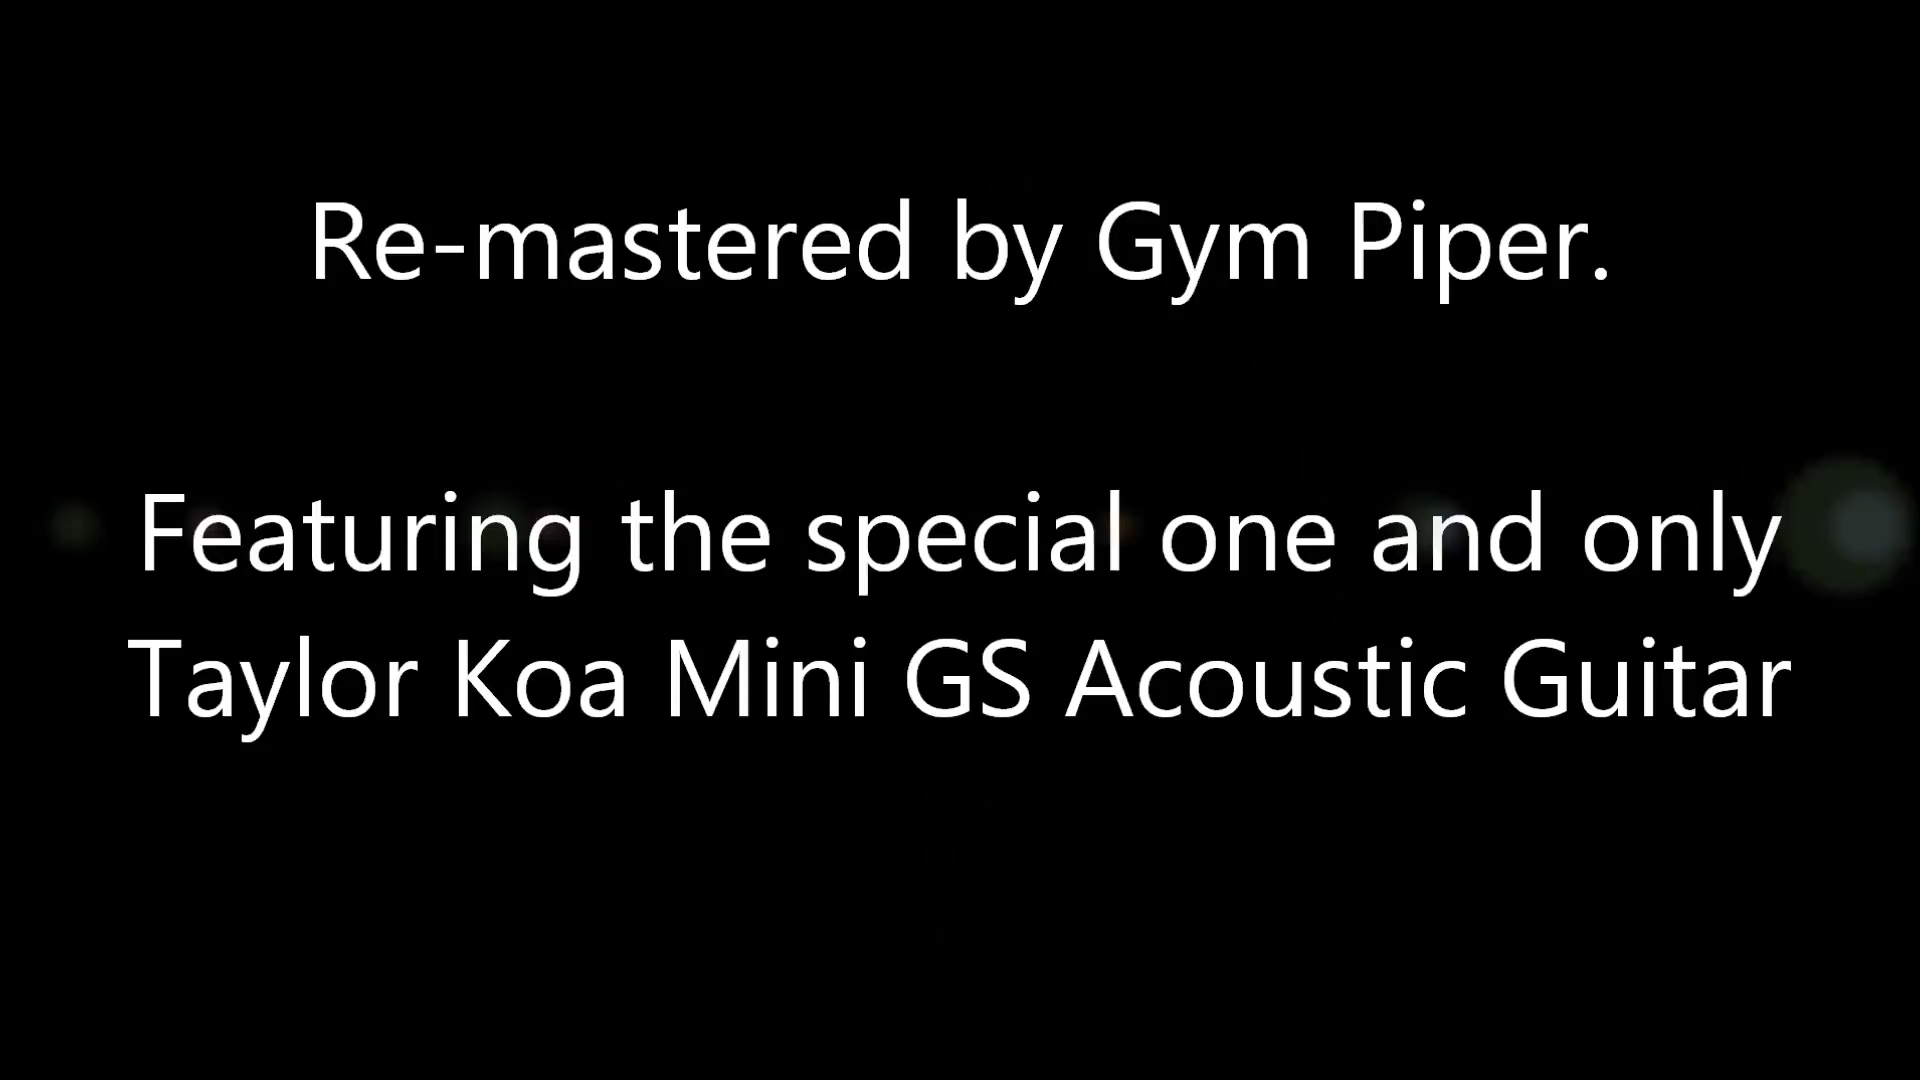 Re-mastered by Gym Piper.
Featuring the special one and only
Taylor Koa Mini GS Acoustic Guitar